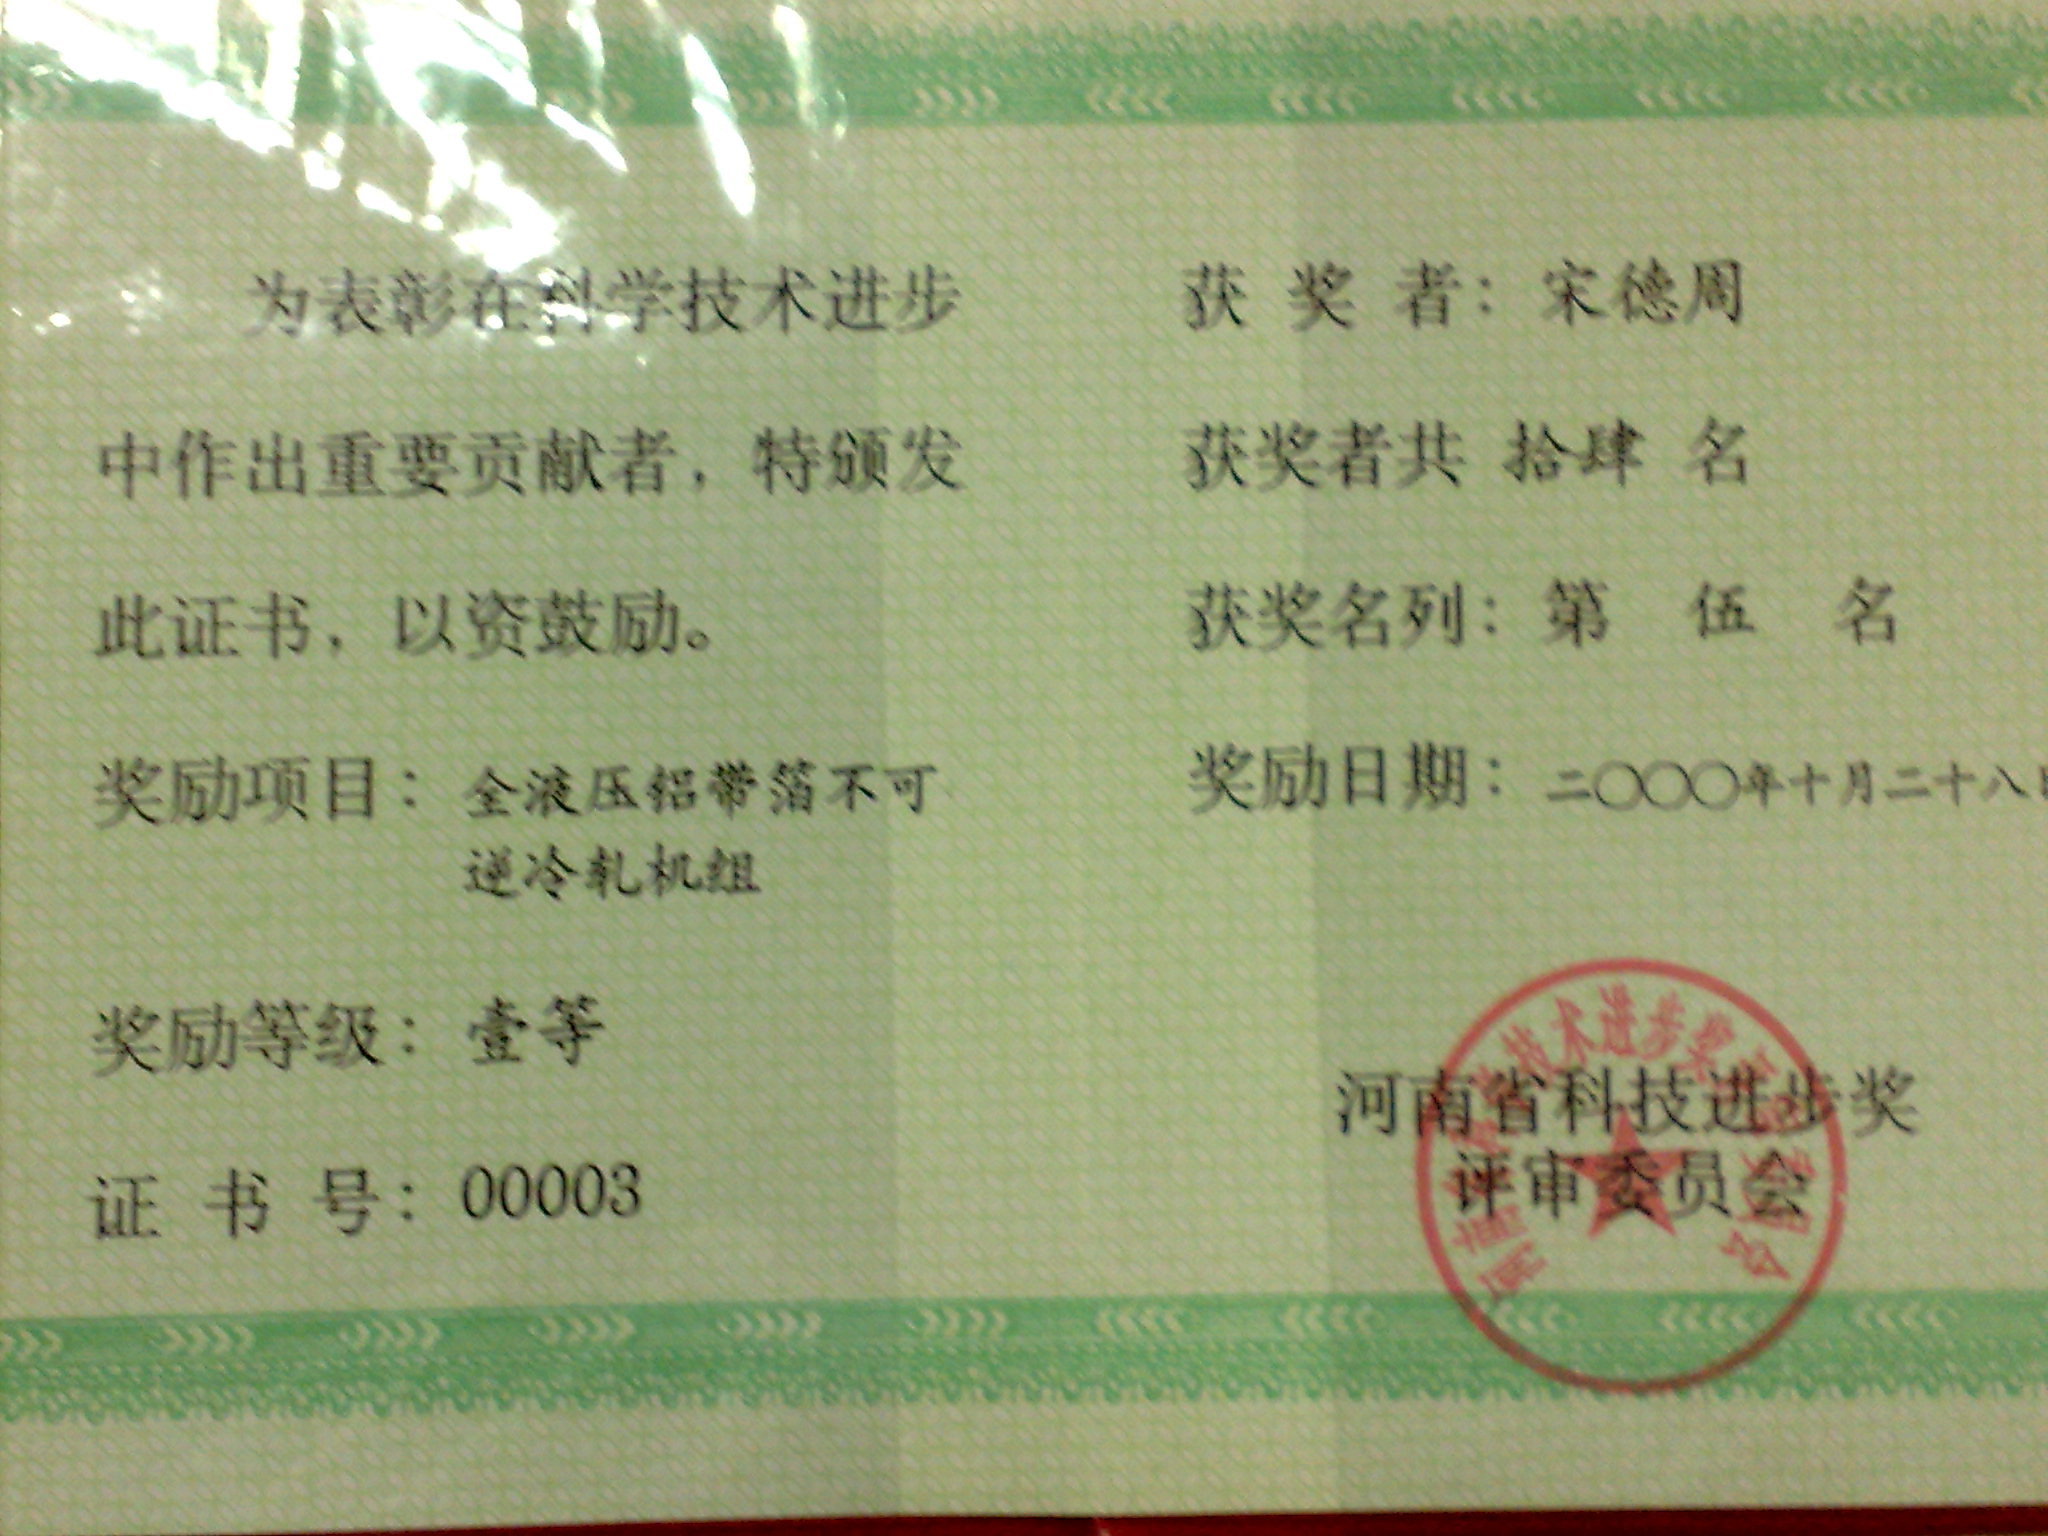 为表彰在科学技术进步
中作出重要贡献者，特颁发
此证书，以资鼓励。
奖励项目：全液压铝带箔不可
逆冷轧机组
奖励等级：壹等
证 书 号：00003
获 奖 者：宋德周
获奖者共 拾肆 名
获奖名列：第 伍 名
奖励日期：二〇〇〇年十月二十八日
河南省科技进步奖
评审委员会